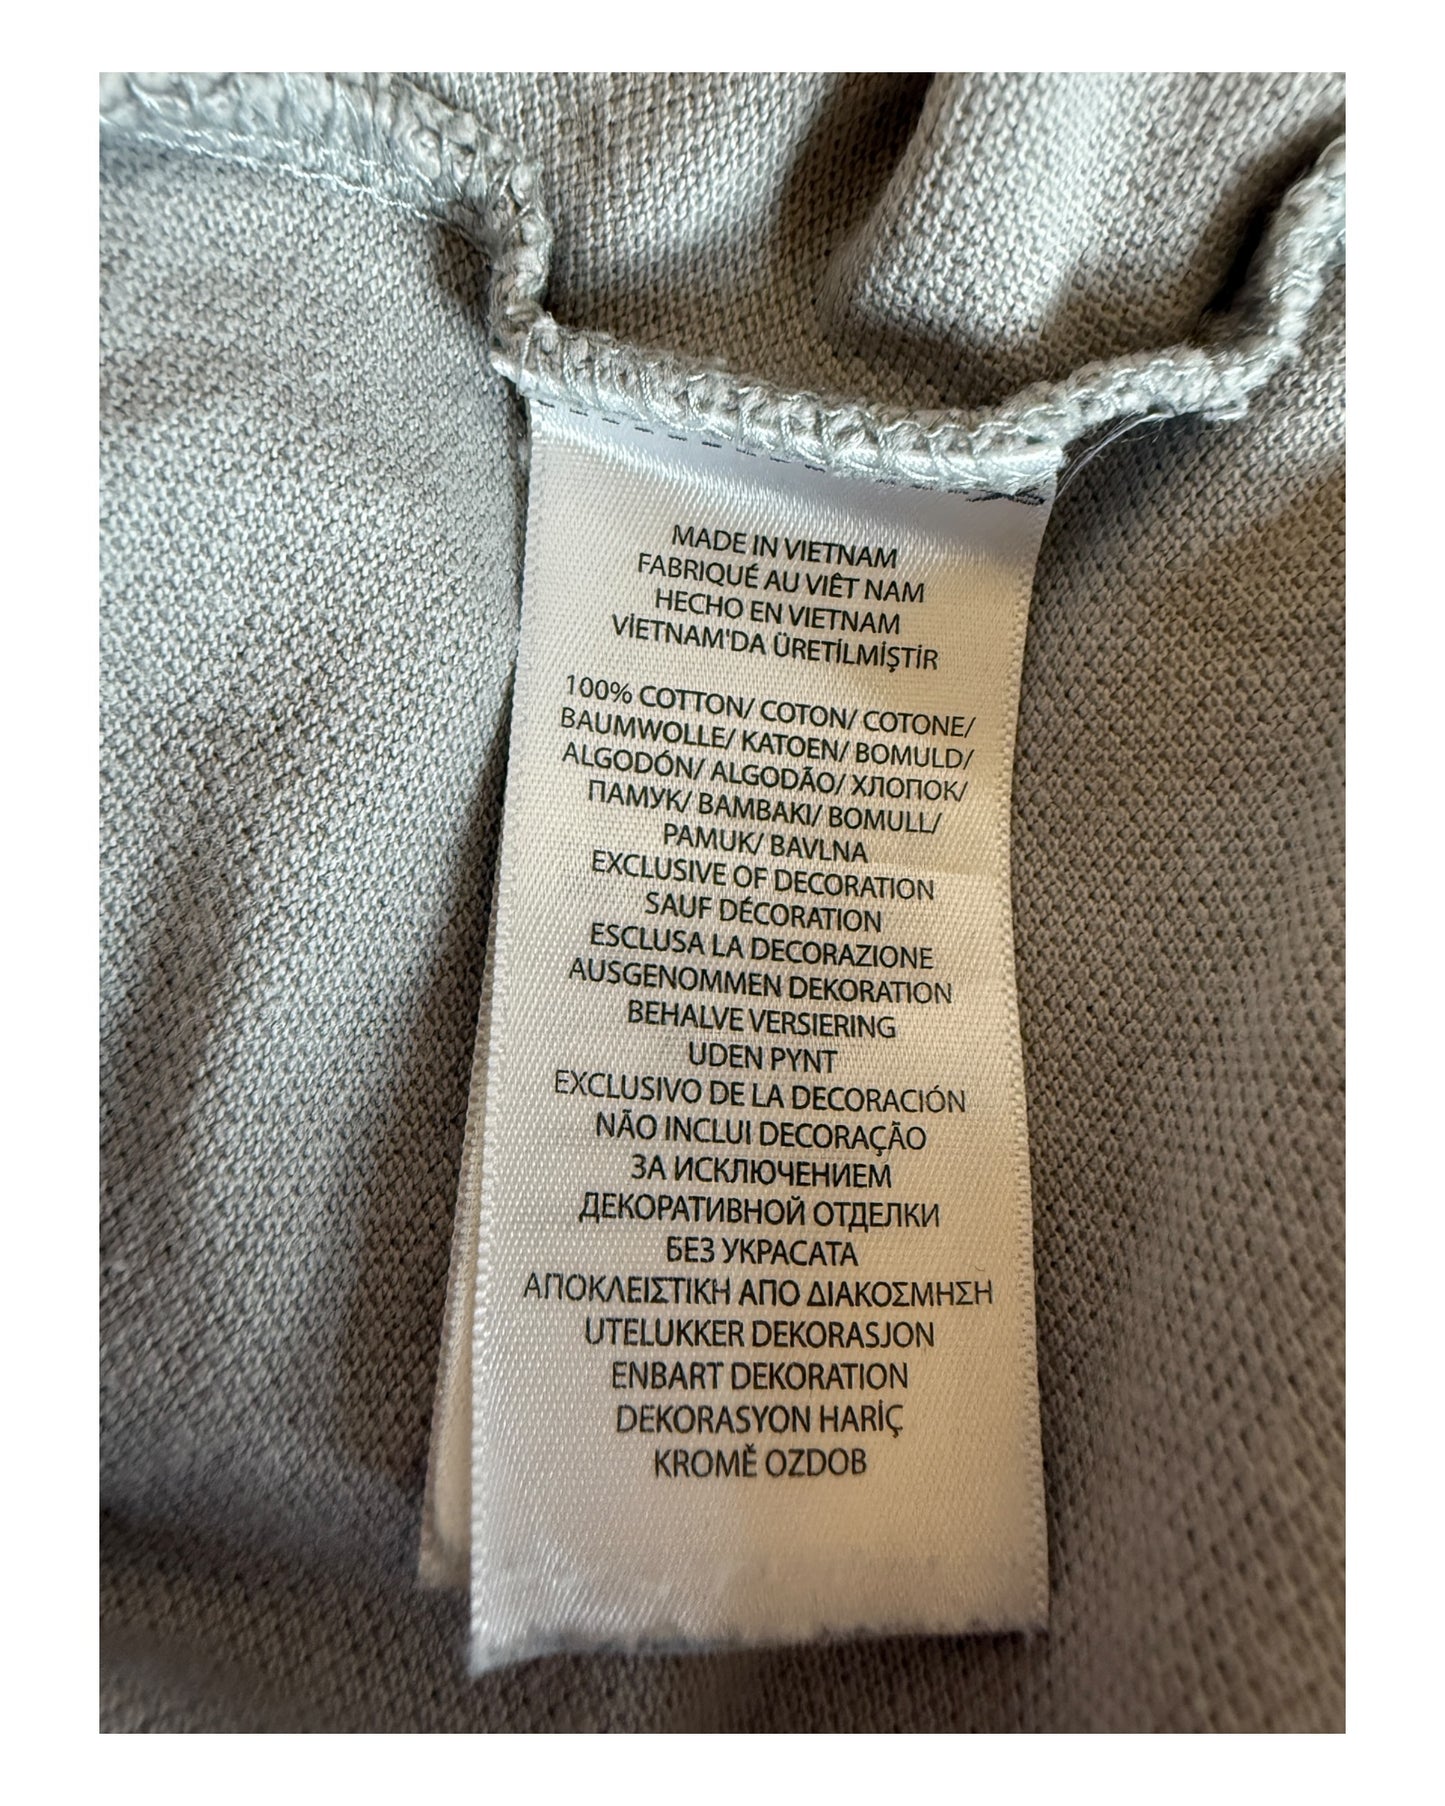 MADE IN VIETNAM
FABRIQUÉ AU VIÊT NAM
HECHO EN VIETNAM
VİETNAM'DA ÜRETİLMİŞTİR
100% COTTON/ COTON/ COTONE/
BAUMWOLLE/ KATOEN/ BOMULD/
ALGODÓN/ ALGODÃO/ ХЛОПОК/
ПАМУК/ BAMBAKI/ BOMULL/
PAMUK/ BAVLNA
EXCLUSIVE OF DECORATION
SAUF DÉCORATION
ESCLUSA LA DECORAZIONE
AUSGENOMMEN DEKORATION
BEHALVE VERSIERING
UDEN PYNT
EXCLUSIVO DE LA DECORACIÓN
NÃO INCLUI DECORAÇÃO
ЗА ИСКЛЮЧЕНИЕМ
ДЕКОРАТИВНОЙ ОТДЕЛКИ
БЕЗ УКРАСАТА
ΑΠΟΚΛΕΙΣΤΙΚΗ ΑΠΟ ΔΙΑΚΟΣΜΗΣΗ
UTELUKKER DEKORASJON
ENBART DEKORATION
DEKORASYON HARİÇ
KROMĚ OZDOB